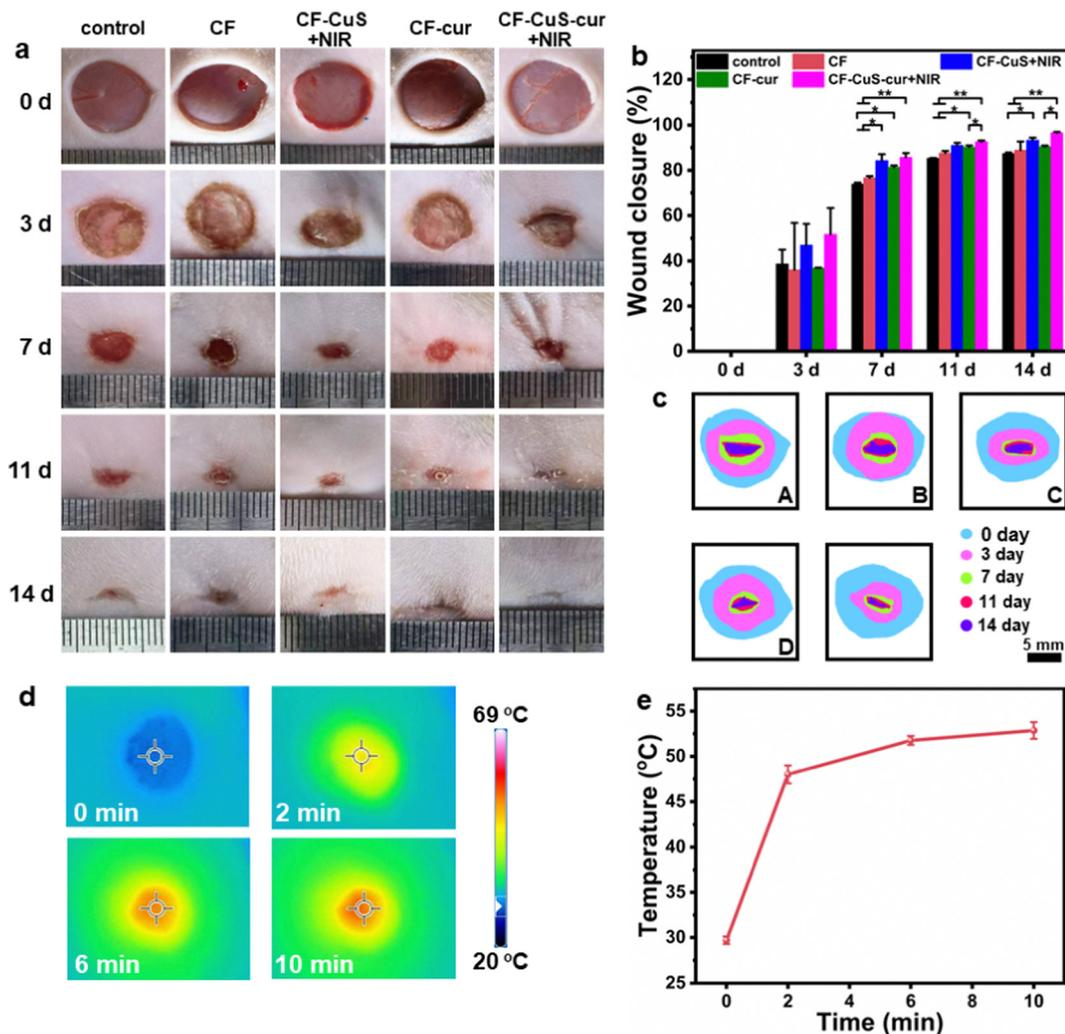 a
control
CF
CF-CuS
+NIR
CF-cur
CF-CuS-cur
+NIR
0 d
3 d
7 d
11 d
14 d
b
Wound closure (%)
120
100
80
60
40
20
0
control
CF
CF-CuS+NIR
CF-cur
CF-CuS-cur+NIR
**
*
*
**
*
*
**
*
*
0 d
3 d
7 d
11 d
14 d
c
A
B
C
D
0 day
3 day
7 day
11 day
14 day
5 mm
d
0 min
2 min
6 min
10 min
69 °C
20 °C
e
Temperature (°C)
55
50
45
40
35
30
25
0
2
4
6
8
10
Time (min)